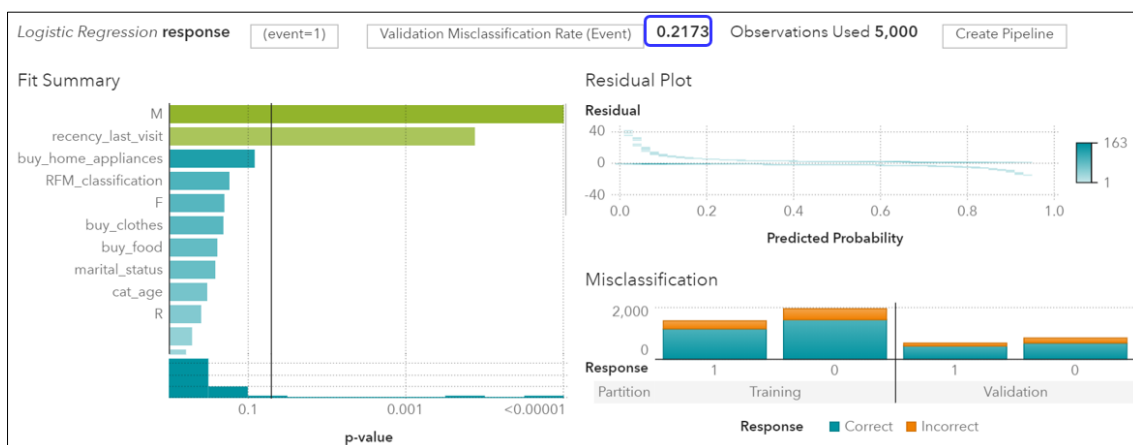 Logistic Regression response (event=1) Validation Misclassification Rate (Event) 0.2173 Observations Used 5,000 Create Pipeline
Fit Summary
M
recency_last_visit
buy_home_appliances
RFM_classification
F
buy_clothes
buy_food
marital_status
cat_age
R
0.1 0.001 <0.00001
p-value
Residual Plot
Residual
40
0
-40
0.0 0.2 0.4 0.6 0.8 1.0
Predicted Probability
163
1
Misclassification
2,000
0
Response 1 0 1 0
Partition Training Validation
Response Correct Incorrect